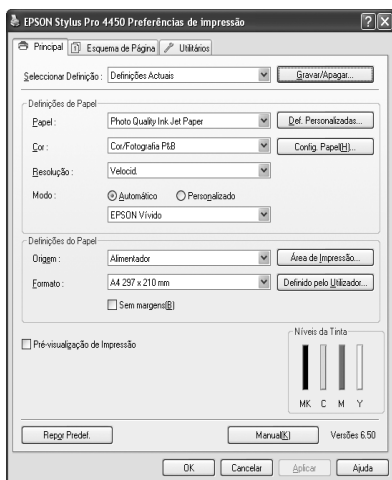 EPSON Stylus Pro 4450 Preferências de impressão
Principal Esquema de Página Utilitários
Seleccionar Definição : Definições Actuais Gravar/Apagar...
Definições de Papel
Papel : Photo Quality Ink Jet Paper Def. Personalizadas...
Cor : Cor/Fotografia P&B Config. Papel(H)...
Resolução : Velocid.
Modo : Automático Personalizado
EPSON Vívido
Definições do Papel
Origem : Alimentador Área de Impressão...
Formato : A4 297 x 210 mm Definido pelo Utilizador...
Sem margens(B)
Níveis da Tinta
Pré-visualização de Impressão
MK C M Y
Repor Predef. Manual(K) Versões 6.50
OK Cancelar Aplicar Ajuda